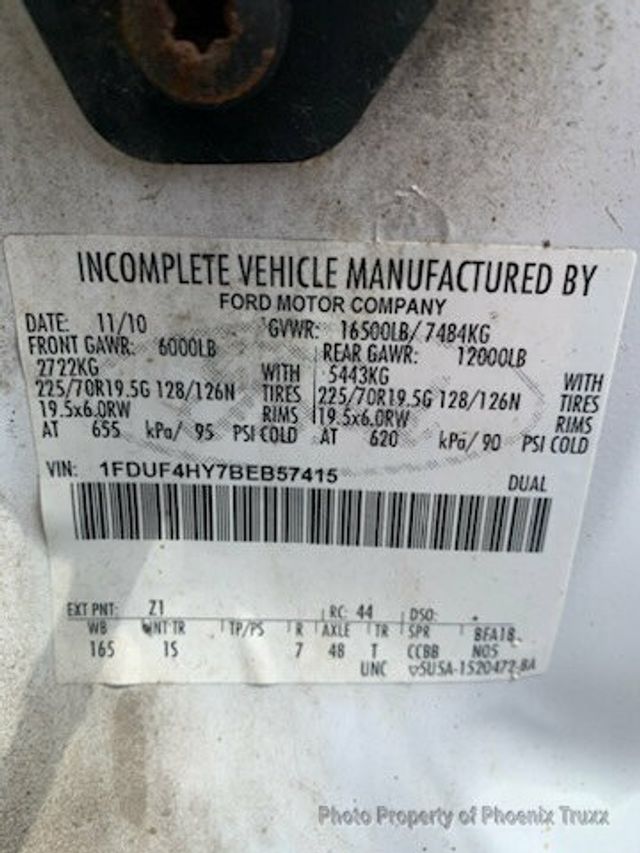 INCOMPLETE VEHICLE MANUFACTURED BY
FORD MOTOR COMPANY
DATE: 11/10 GVWR: 16500LB/ 7484KG
FRONT GAWR: 6000LB REAR GAWR: 12000LB
2722KG WITH 5443KG WITH
225/70R19.5G 128/126N TIRES 225/70R19.5G 128/126N TIRES
19.5x6.0RW RIMS 19.5x6.0RW RIMS
AT 655 kPa/ 95 PSI COLD AT 620 kPa/ 90 PSI COLD
VIN: 1FDUF4HY7BEB57415 DUAL
EXT PNT: Z1 RC: 44 DSO:
WB INT TR TP/PS R AXLE TR SPR BFA18
165 1S 7 48 T CCBB N05
UNC 5U5A-1520472-BA
Photo Property of Phoenix Truxx